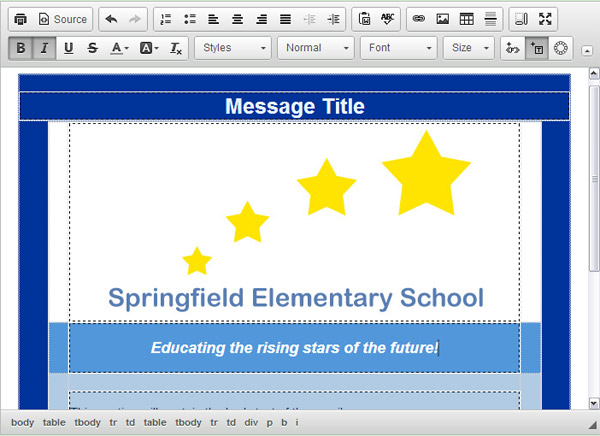 Source
B I U S A A Tx
Styles Normal Font Size
Message Title
Springfield Elementary School
Educating the rising stars of the future!
body table tbody tr td table tbody tr td div p b i